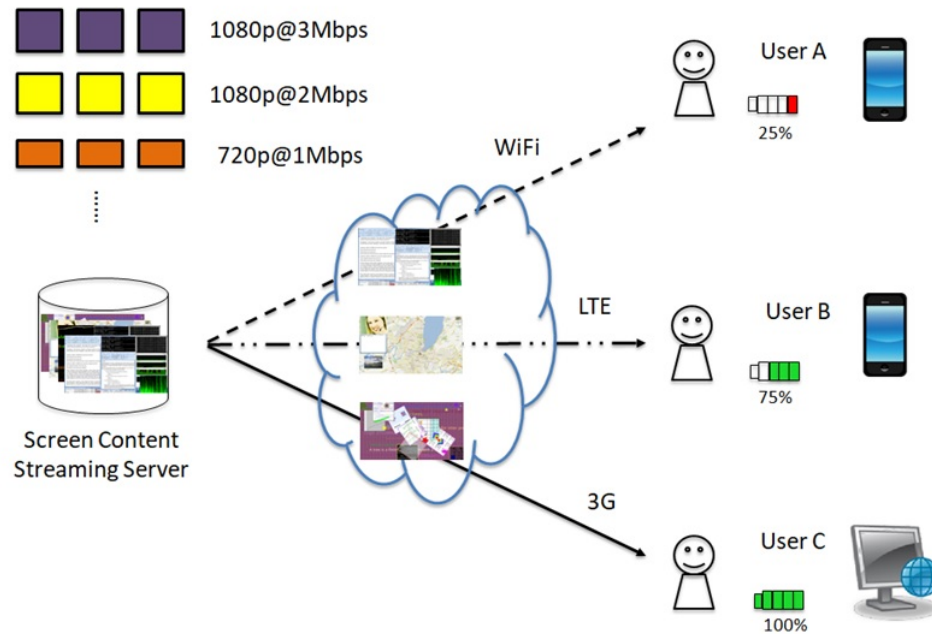 1080p@3Mbps
1080p@2Mbps
720p@1Mbps
User A
25%
WiFi
LTE
User B
75%
Screen Content
Streaming Server
3G
User C
100%